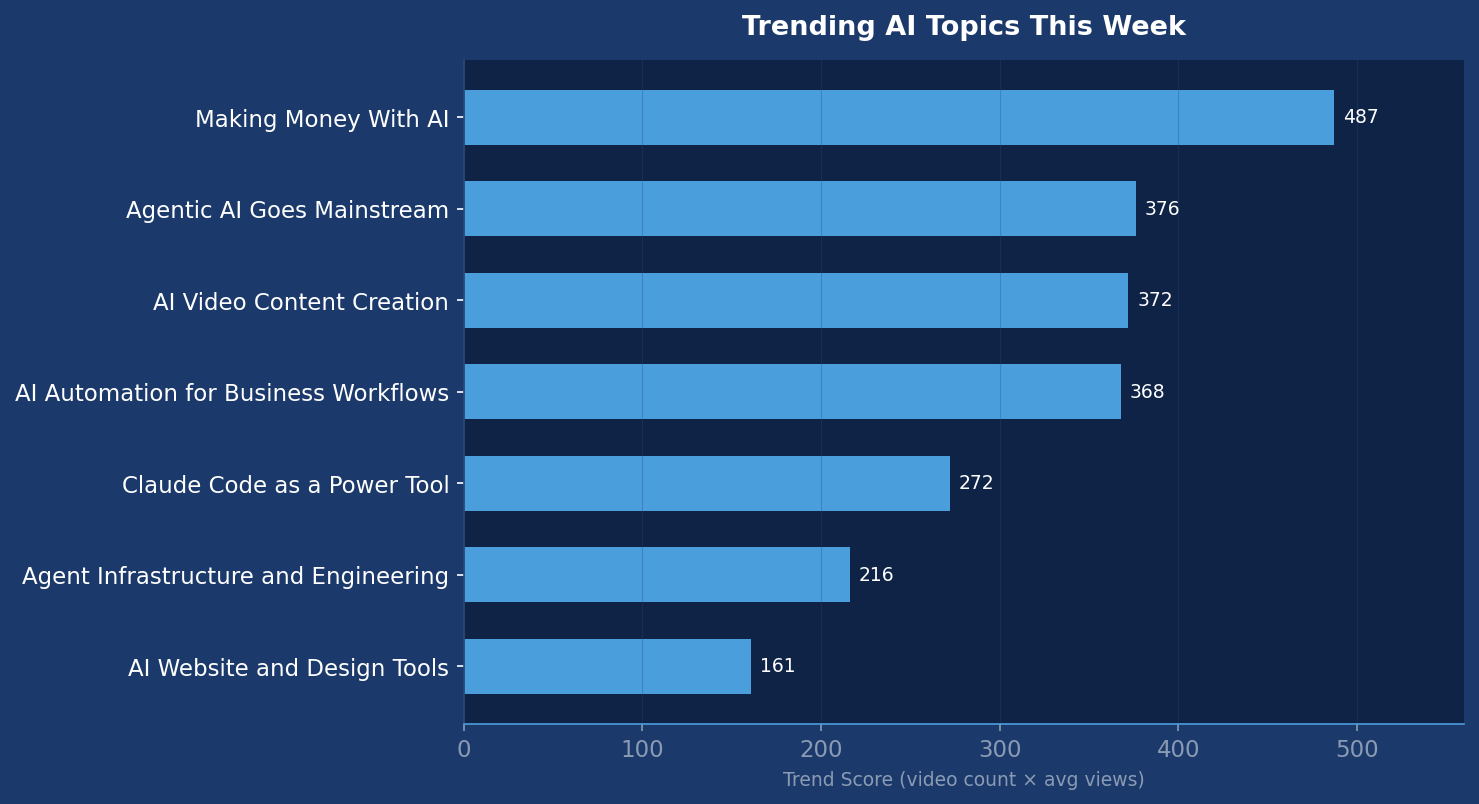 Trending AI Topics This Week
Making Money With AI
487
Agentic AI Goes Mainstream
376
AI Video Content Creation
372
AI Automation for Business Workflows
368
Claude Code as a Power Tool
272
Agent Infrastructure and Engineering
216
AI Website and Design Tools
161
0 100 200 300 400 500
Trend Score (video count × avg views)